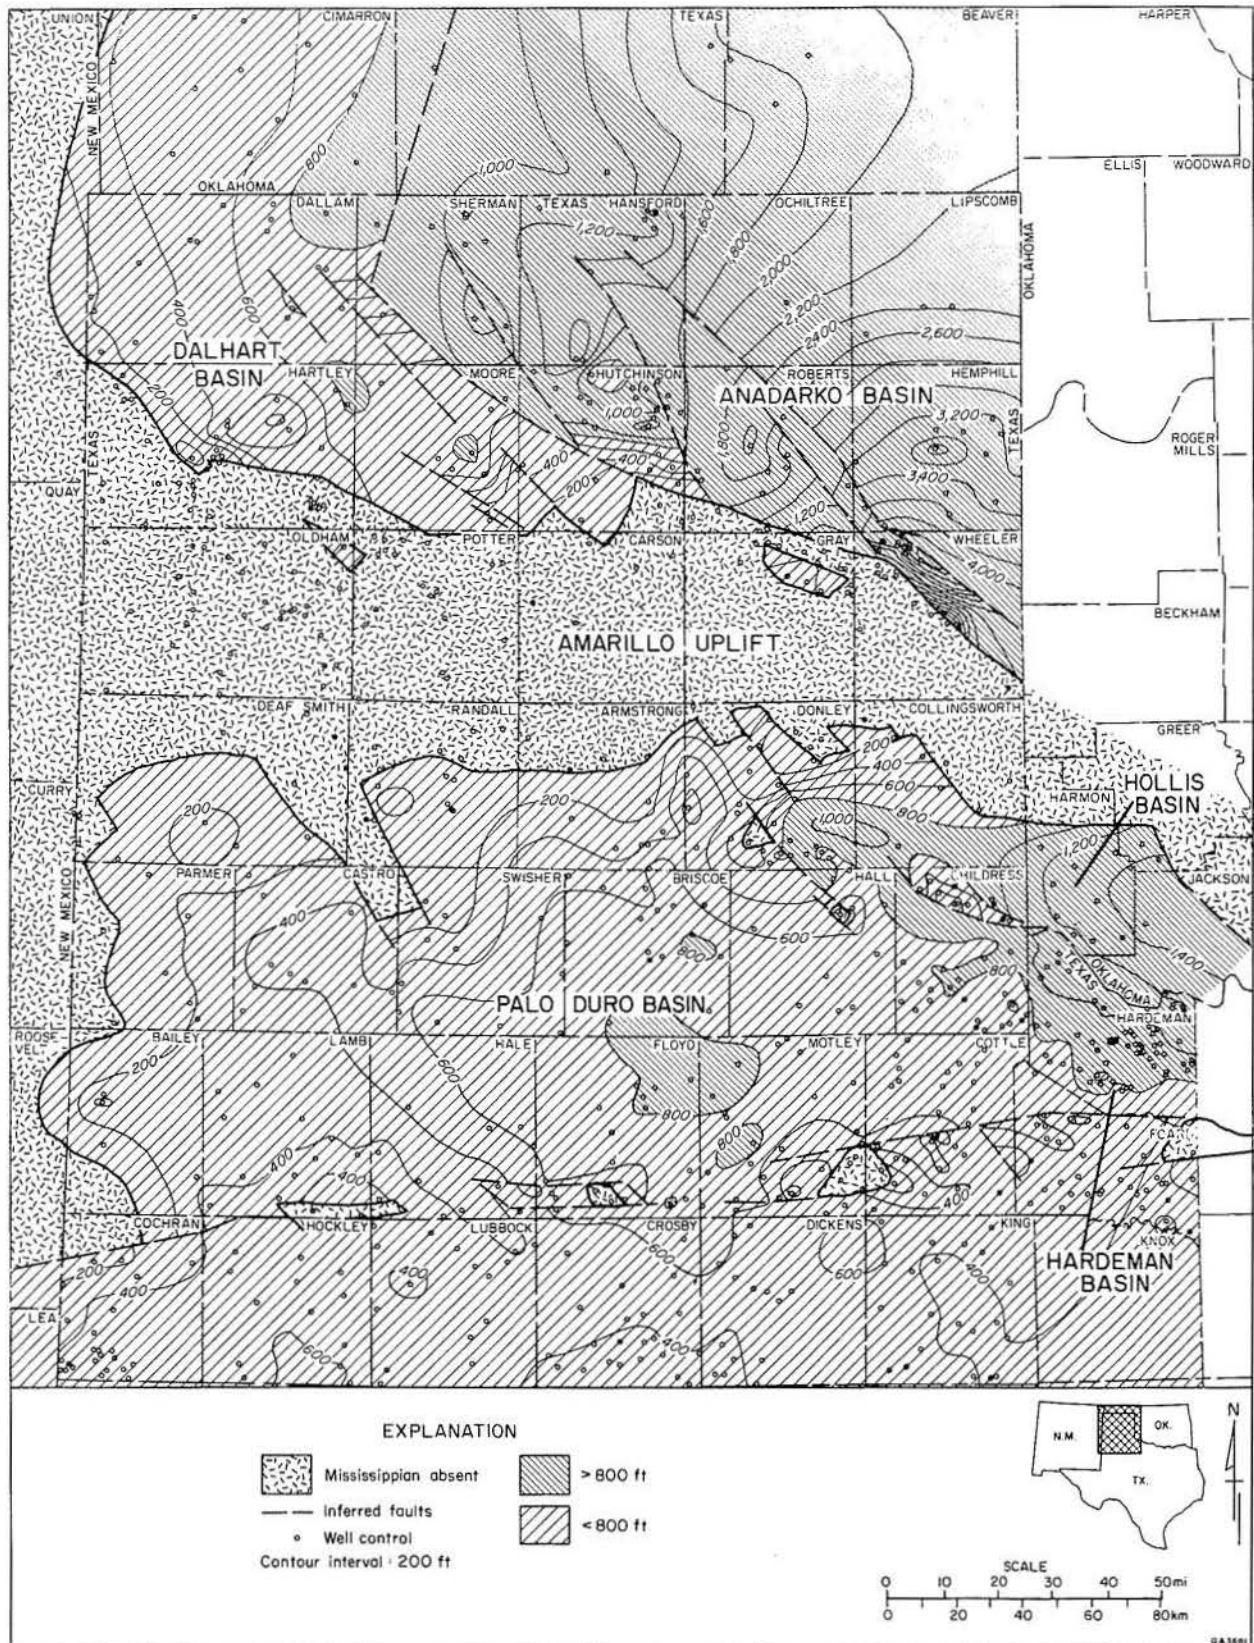 UNION
CIMARRON
TEXAS
BEAVER
HARPER
NEW MEXICO
800
1,000
ELLIS
WOODWARD
OKLAHOMA
DALLAM
SHERMAN
TEXAS
HANSFORD
OCHILTREE
LIPSCOMB
1,200
1,600
1,800
2,000
OKLAHOMA
400
600
2,200
2400
2,600
DALHART
BASIN
HARTLEY
MOORE
HUTCHINSON
ROBERTS
HEMPHILL
ANADARKO BASIN
200
1,000
1,800
3,200
TEXAS
TEXAS
ROGER
MILLS
400
400
200
3,400
QUAY
1,200
OLDHAM
POTTER
CARSON
GRAY
WHEELER
4,000
BECKHAM
AMARILLO UPLIFT
DEAF SMITH
RANDALL
ARMSTRONG
DONLEY
COLLINGSWORTH
GREER
200
400
600
CURRY
HARMON
HOLLIS
BASIN
200
200
800
1,000
1,200
PARMER
CASTRO
SWISHER
BRISCOE
HALL
CHILDRESS
JACKSON
NEW MEXICO
400
600
800
800
1,400
OKLAHOMA
TEXAS
PALO DURO BASIN
HARDEMAN
ROOSE-
VEL
BAILEY
LAMB
HALE
FLOYD
MOTLEY
COTTLE
200
600
800
800
FOARD
400
400
400
COCHRAN
HOCKLEY
LUBBOCK
CROSBY
DICKENS
KING
KNOX
200
400
400
600
600
400
HARDEMAN
BASIN
LEA
600
400
EXPLANATION
Mississippian absent
> 800 ft
Inferred faults
< 800 ft
Well control
Contour interval : 200 ft
N.M.
OK.
TX.
N
SCALE
0 10 20 30 40 50 mi
0 20 40 60 80 km